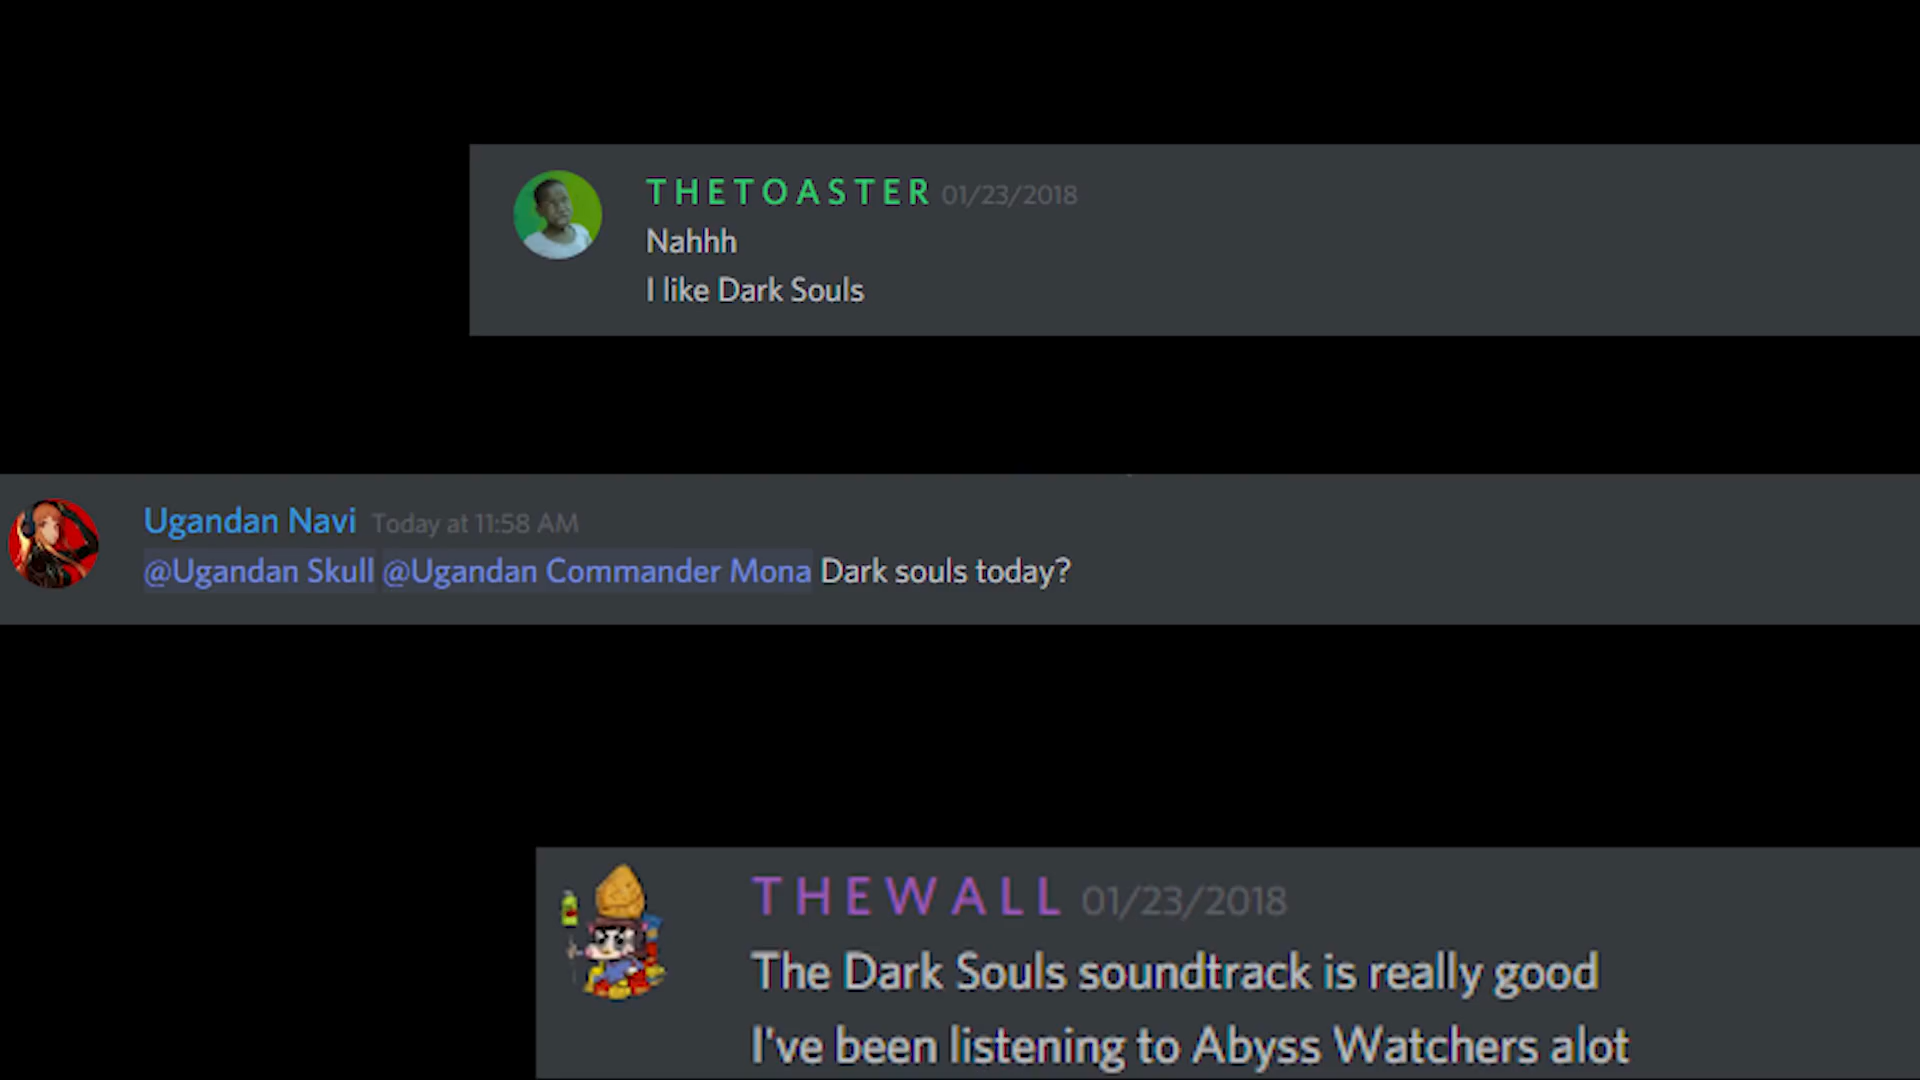 THETOASTER 01/23/2018
Nahhh
I like Dark Souls
Ugandan Navi Today at 11:58 AM
@Ugandan Skull @Ugandan Commander Mona Dark souls today?
THEWALL 01/23/2018
The Dark Souls soundtrack is really good
I've been listening to Abyss Watchers alot